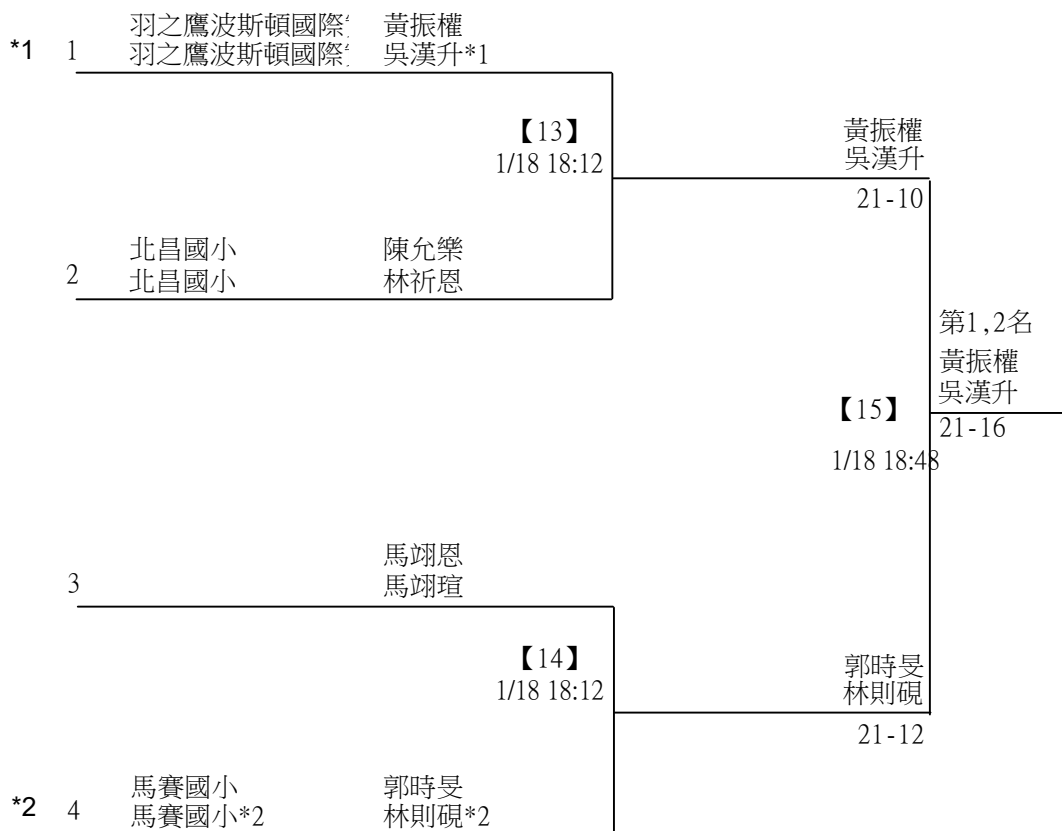 *1 1 羽之鷹波斯頓國際 黃振權
羽之鷹波斯頓國際 吳漢升*1
【13】
1/18 18:12
黃振權
吳漢升
21-10
2 北昌國小 陳允樂
北昌國小 林祈恩
第1,2名
黃振權
吳漢升
【15】
21-16
1/18 18:48
3 馬翊恩
馬翊瑄
【14】
1/18 18:12
郭時旻
林則硯
21-12
*2 4 馬賽國小 郭時旻
馬賽國小*2 林則硯*2